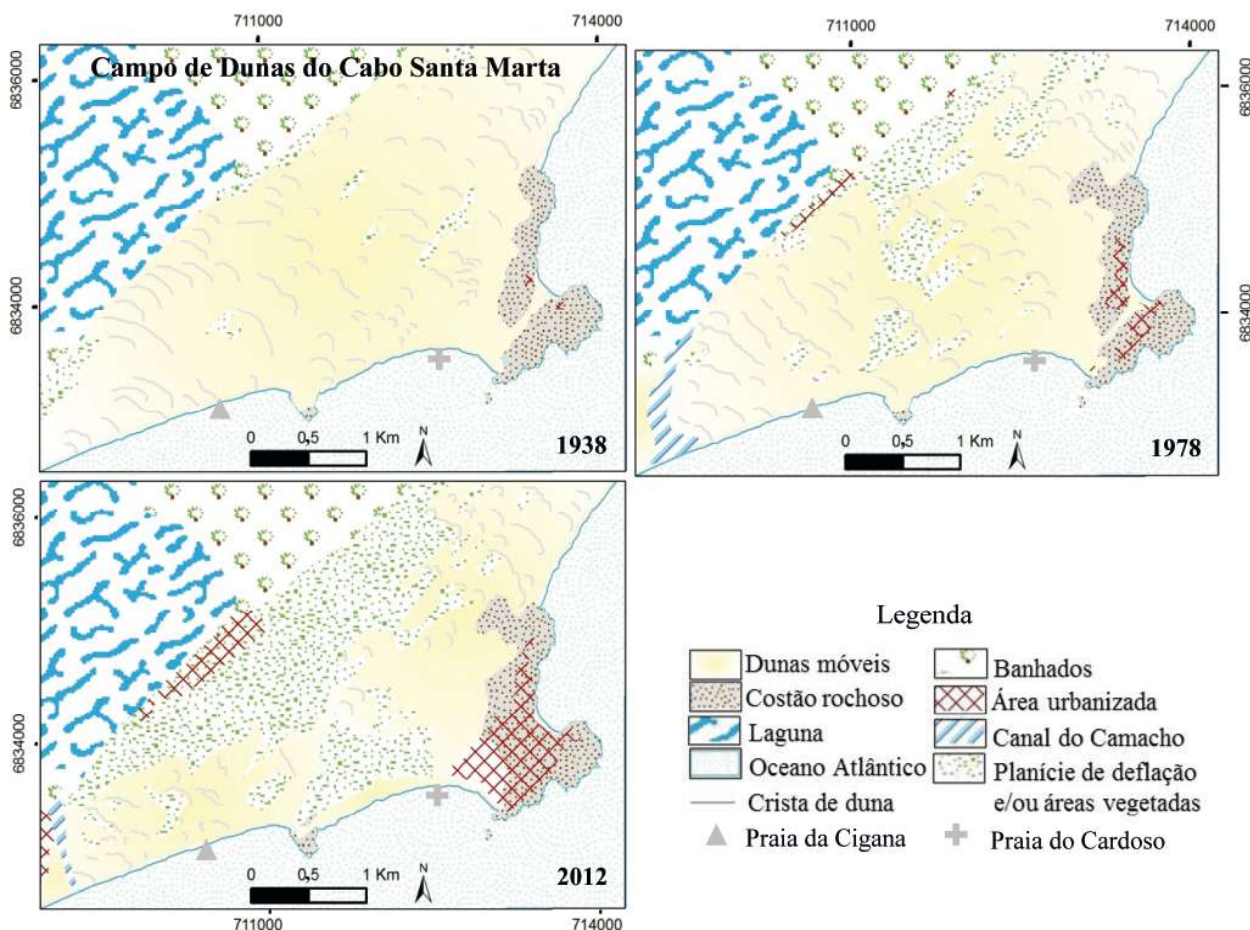 711000
714000
711000
714000
Campo de Dunas do Cabo Santa Marta
6836000
6834000
0 0,5 1 Km
N
1938
6836000
6834000
0 0,5 1 Km
N
1978
6836000
6834000
0 0,5 1 Km
N
2012
711000
714000
Legenda
Dunas móveis
Costão rochoso
Laguna
Oceano Atlântico
Crista de duna
Praia da Cigana
Banhados
Área urbanizada
Canal do Camacho
Planície de deflação
e/ou áreas vegetadas
Praia do Cardoso